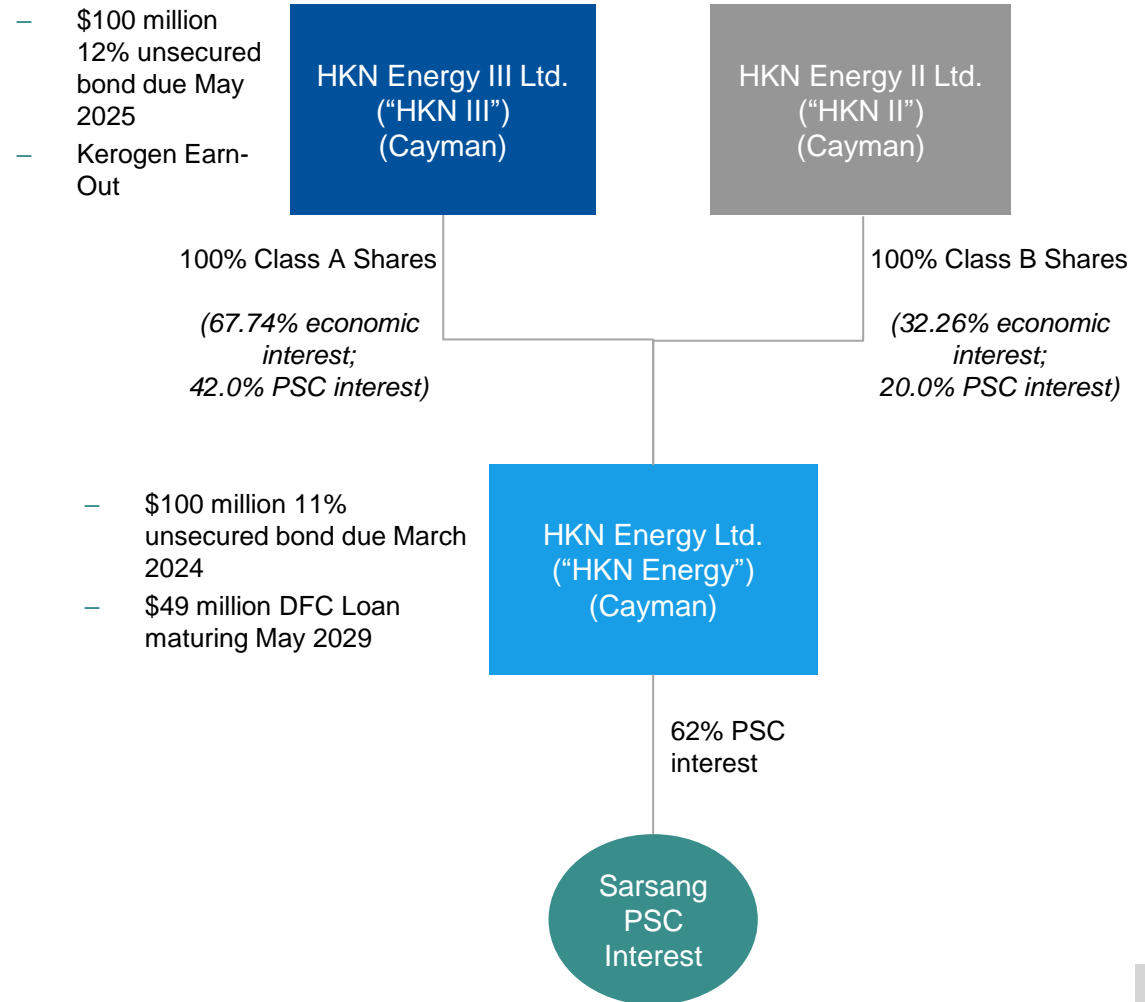 – $100 million
12% unsecured
bond due May
2025
– Kerogen Earn-
Out
HKN Energy III Ltd.
(“HKN III”)
(Cayman)
HKN Energy II Ltd.
(“HKN II”)
(Cayman)
100% Class A Shares
(67.74% economic
interest;
42.0% PSC interest)
100% Class B Shares
(32.26% economic
interest;
20.0% PSC interest)
– $100 million 11%
unsecured bond due March
2024
– $49 million DFC Loan
maturing May 2029
HKN Energy Ltd.
(“HKN Energy”)
(Cayman)
62% PSC
interest
Sarsang
PSC
Interest